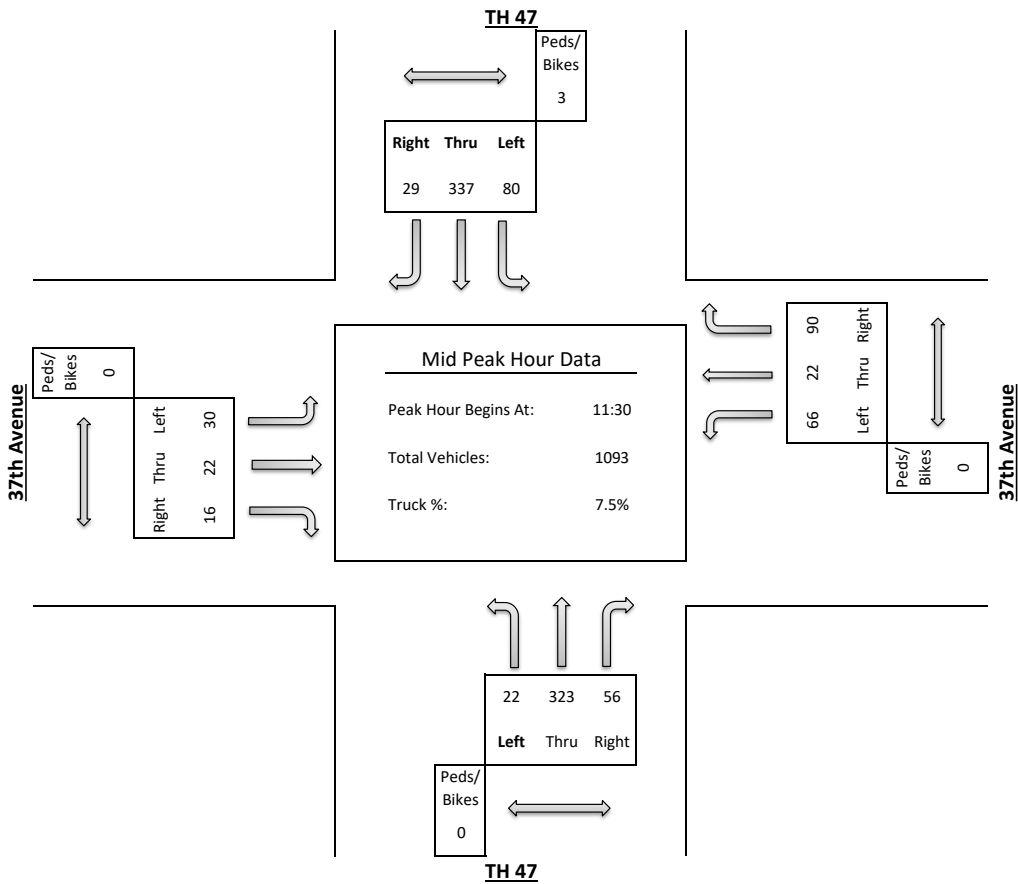 TH 47
Peds/
Bikes
3
Right Thru Left
29 337 80
Peds/
Bikes
0
37th Avenue
Left
30
Thru
22
Right
16
Mid Peak Hour Data
Peak Hour Begins At: 11:30
Total Vehicles: 1093
Truck %: 7.5%
90
Right
22
Thru
66
Left
Peds/
Bikes
0
37th Avenue
22 323 56
Left Thru Right
Peds/
Bikes
0
TH 47